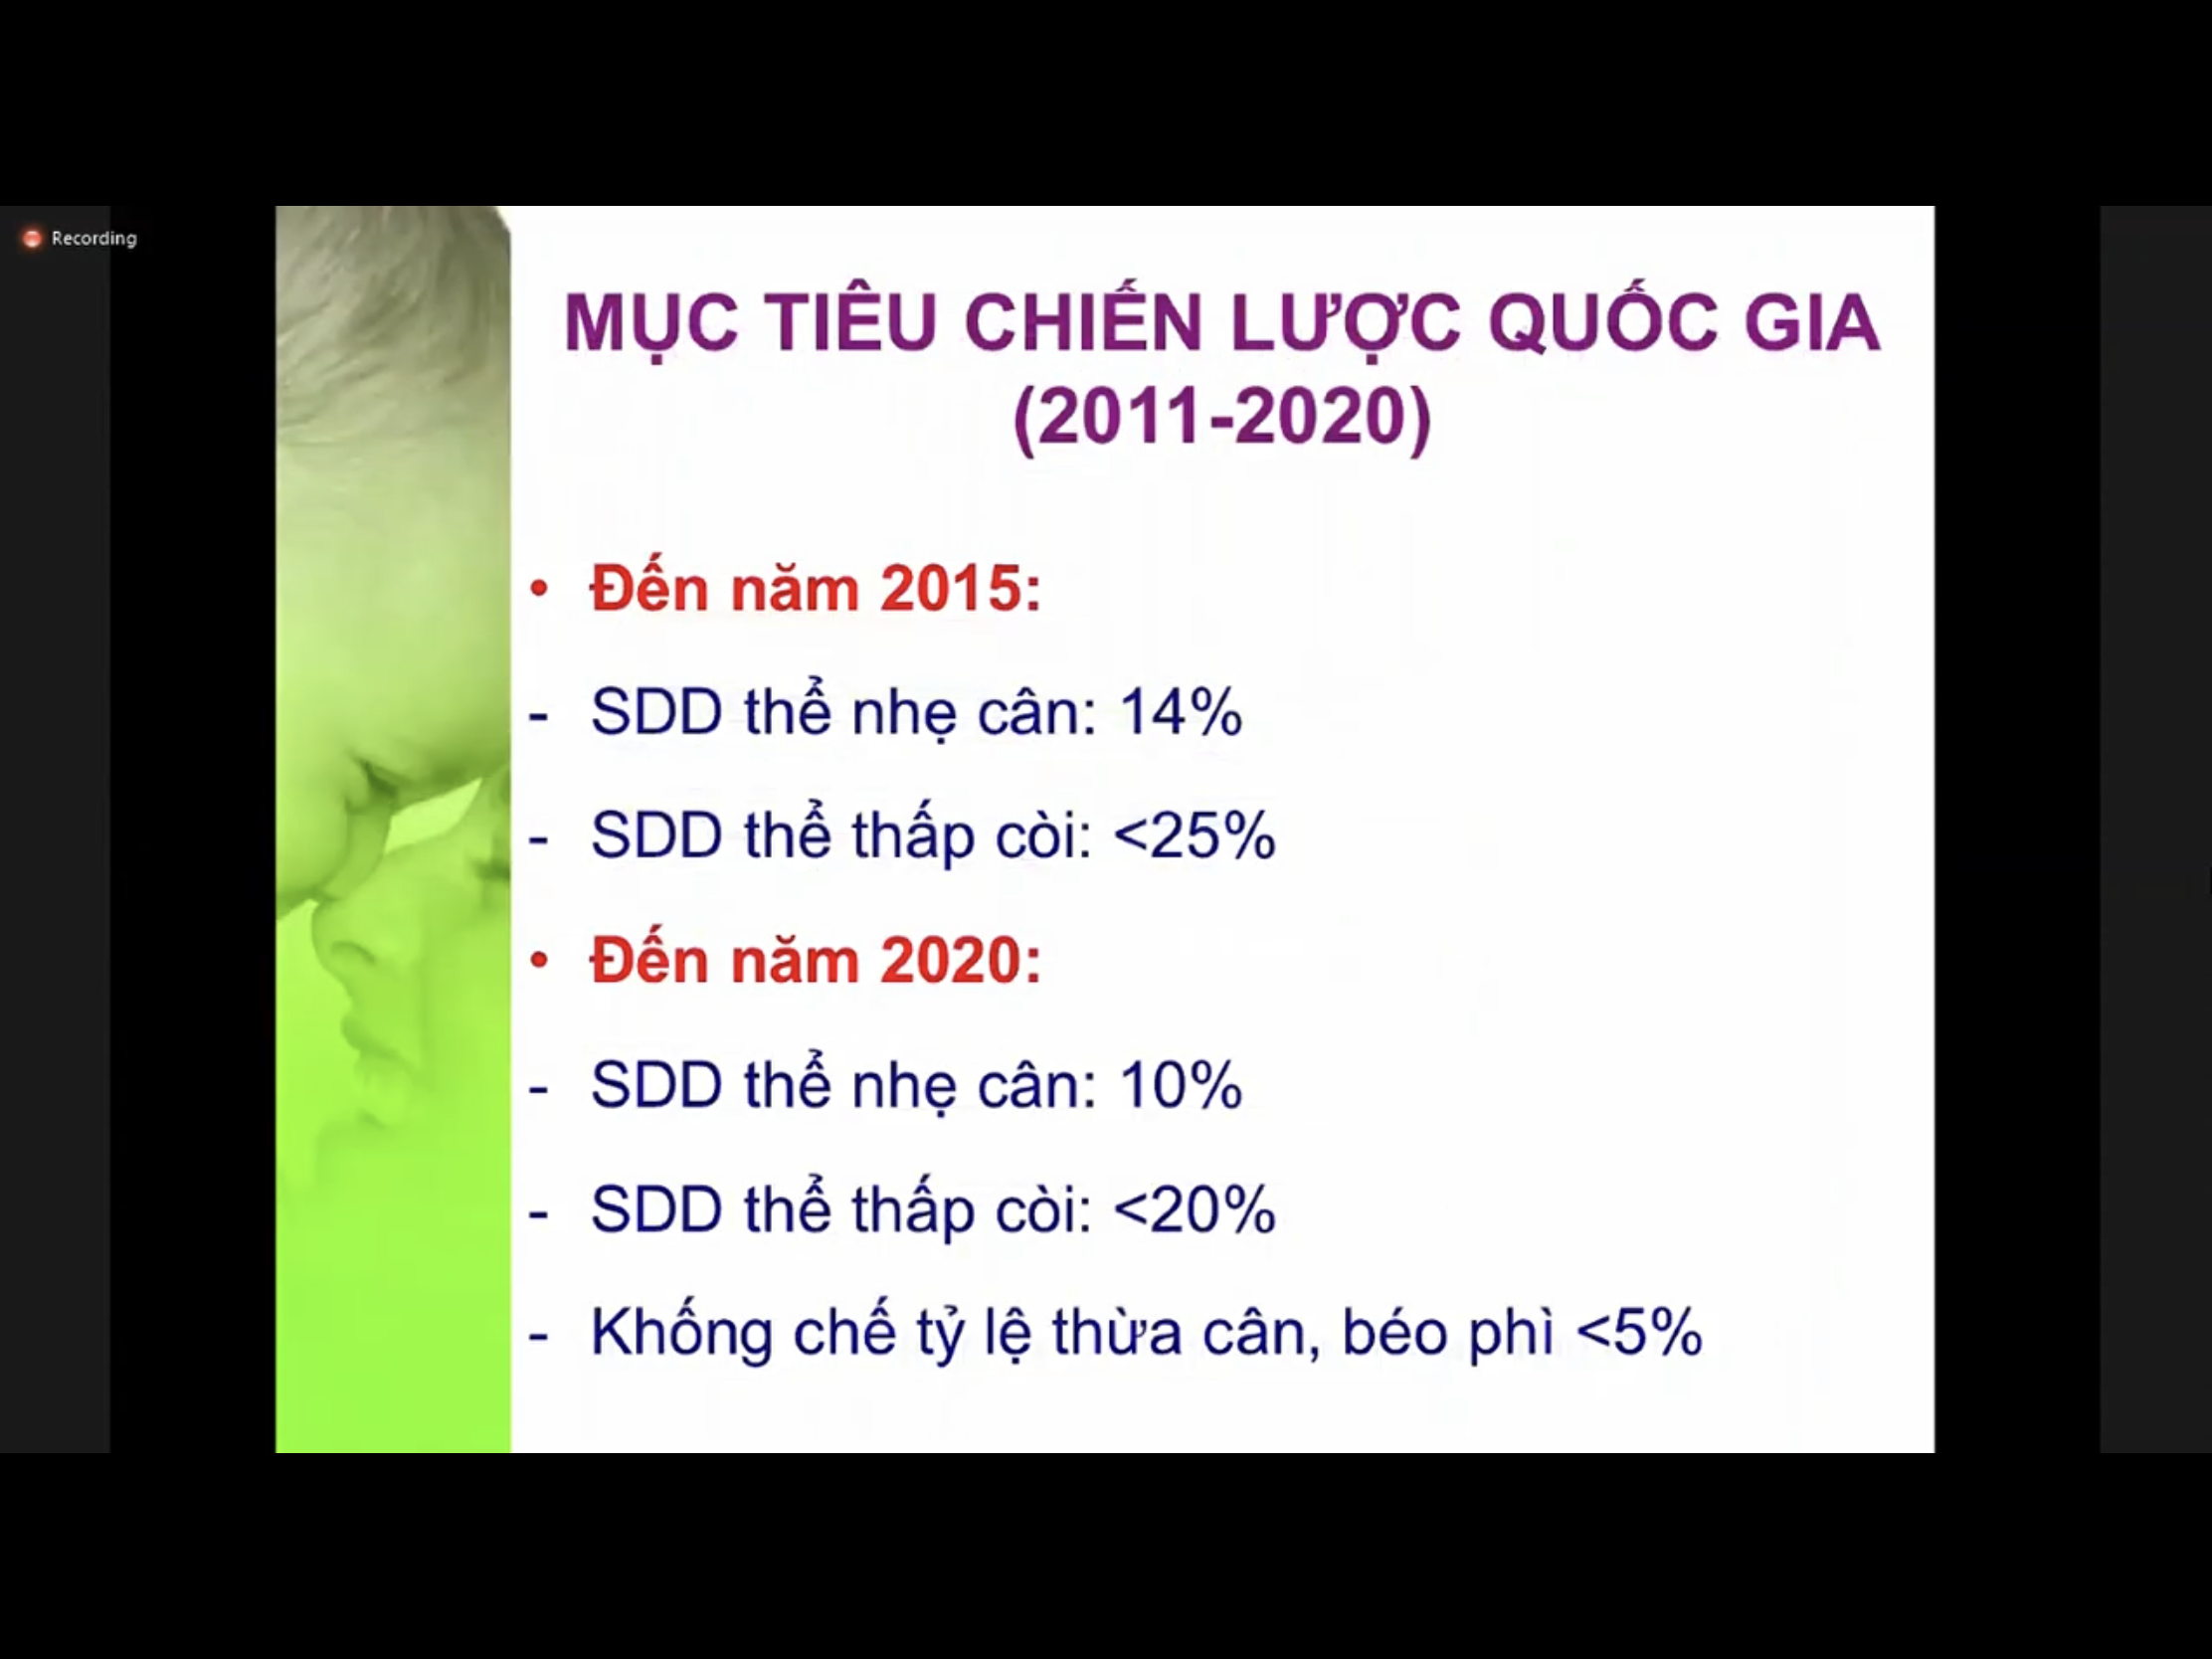 Recording
MỤC TIÊU CHIẾN LƯỢC QUỐC GIA
(2011-2020)
• Đến năm 2015:
- SDD thể nhẹ cân: 14%
- SDD thể thấp còi: <25%
• Đến năm 2020:
- SDD thể nhẹ cân: 10%
- SDD thể thấp còi: <20%
- Khống chế tỷ lệ thừa cân, béo phì <5%